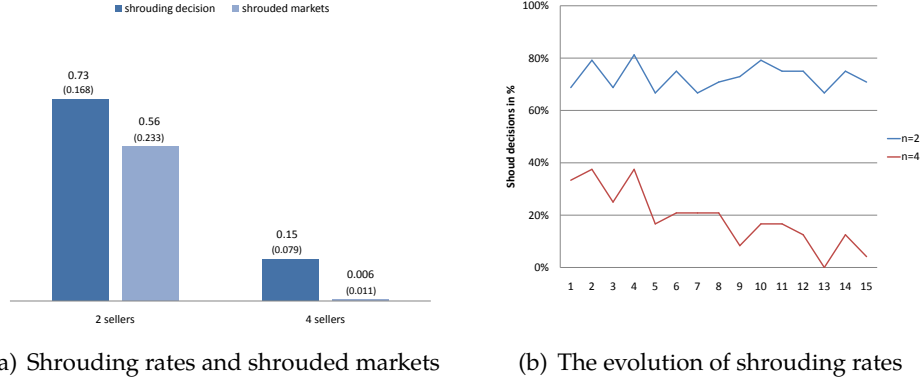 shrouding decision shrouded markets
0.73
(0.168)
0.56
(0.233)
0.15
(0.079)
0.006
(0.011)
2 sellers 4 sellers
a) Shrouding rates and shrouded markets
100%
80%
60%
40%
20%
0%
Shoud decisions in %
1 2 3 4 5 6 7 8 9 10 11 12 13 14 15
n=2
n=4
(b) The evolution of shrouding rates